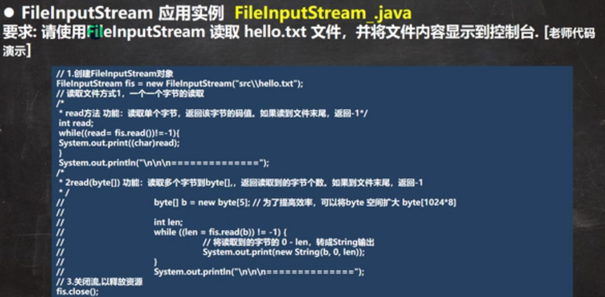 ● FileInputStream 应用实例 FileInputStream_.java
要求: 请使用FileInputStream 读取 hello.txt 文件，并将文件内容显示到控制台. [老师代码
演示]
// 1.创建FileInputStream对象
FileInputStream fis = new FileInputStream("src\\hello.txt");
// 读取文件方式1，一个一个字节的读取
/*
* read方法 功能：读取单个字节，返回该字节的码值。如果读到文件末尾，返回-1*/
int read;
while((read= fis.read())!=-1){
System.out.print((char)read);
}
System.out.println("\n\n\n==============");
/*
* 2read(byte[]) 功能：读取多个字节到byte[],，返回读取到的字节个数。如果到文件末尾，返回-1
* /
// byte[] b = new byte[5]; // 为了提高效率，可以将byte 空间扩大 byte[1024*8]
//
// int len;
// while ((len = fis.read(b)) != -1) {
// // 将读取到的字节的 0 - len，转成String输出
// System.out.print(new String(b, 0, len));
// }
// System.out.println("\n\n\n==============");
// 3.关闭流,以释放资源
fis.close();